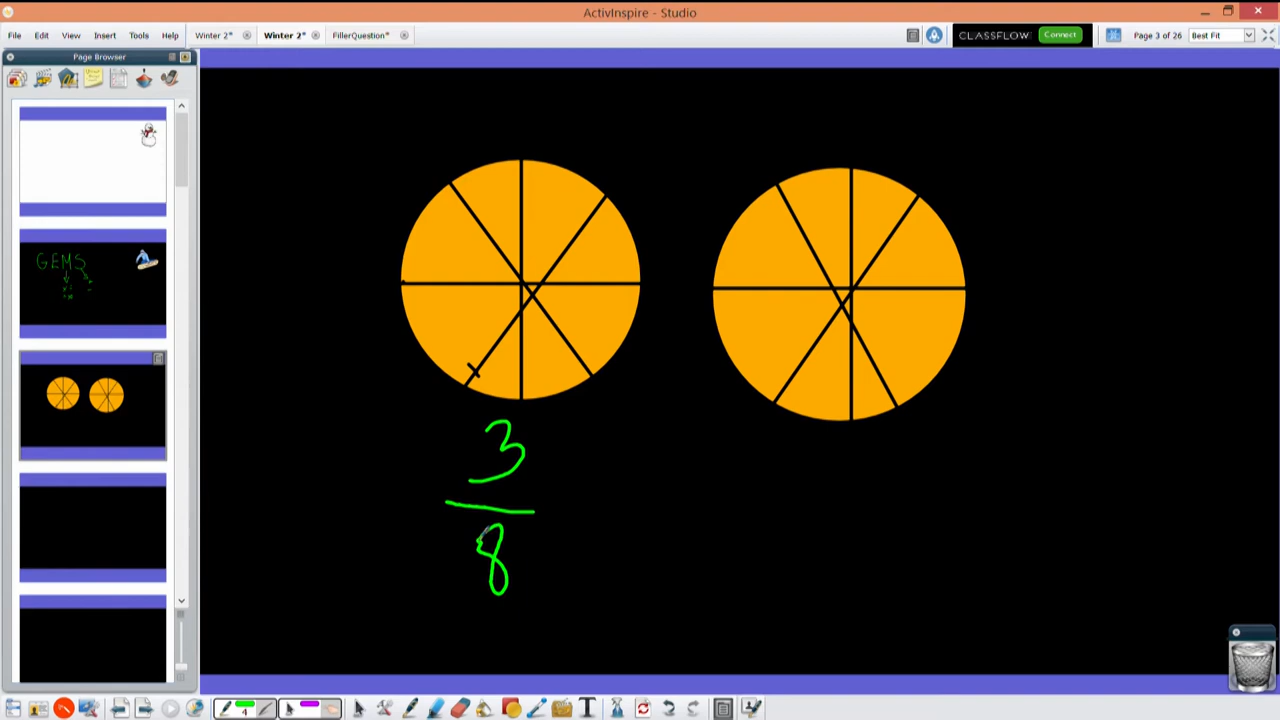 ActivInspire - Studio
File Edit View Insert Tools Help Winter 2* Winter 2* FillerQuestion* CLASSFLOW Connect Page 3 of 26 Best Fit
Page Browser
GEMS
3
8
4 T